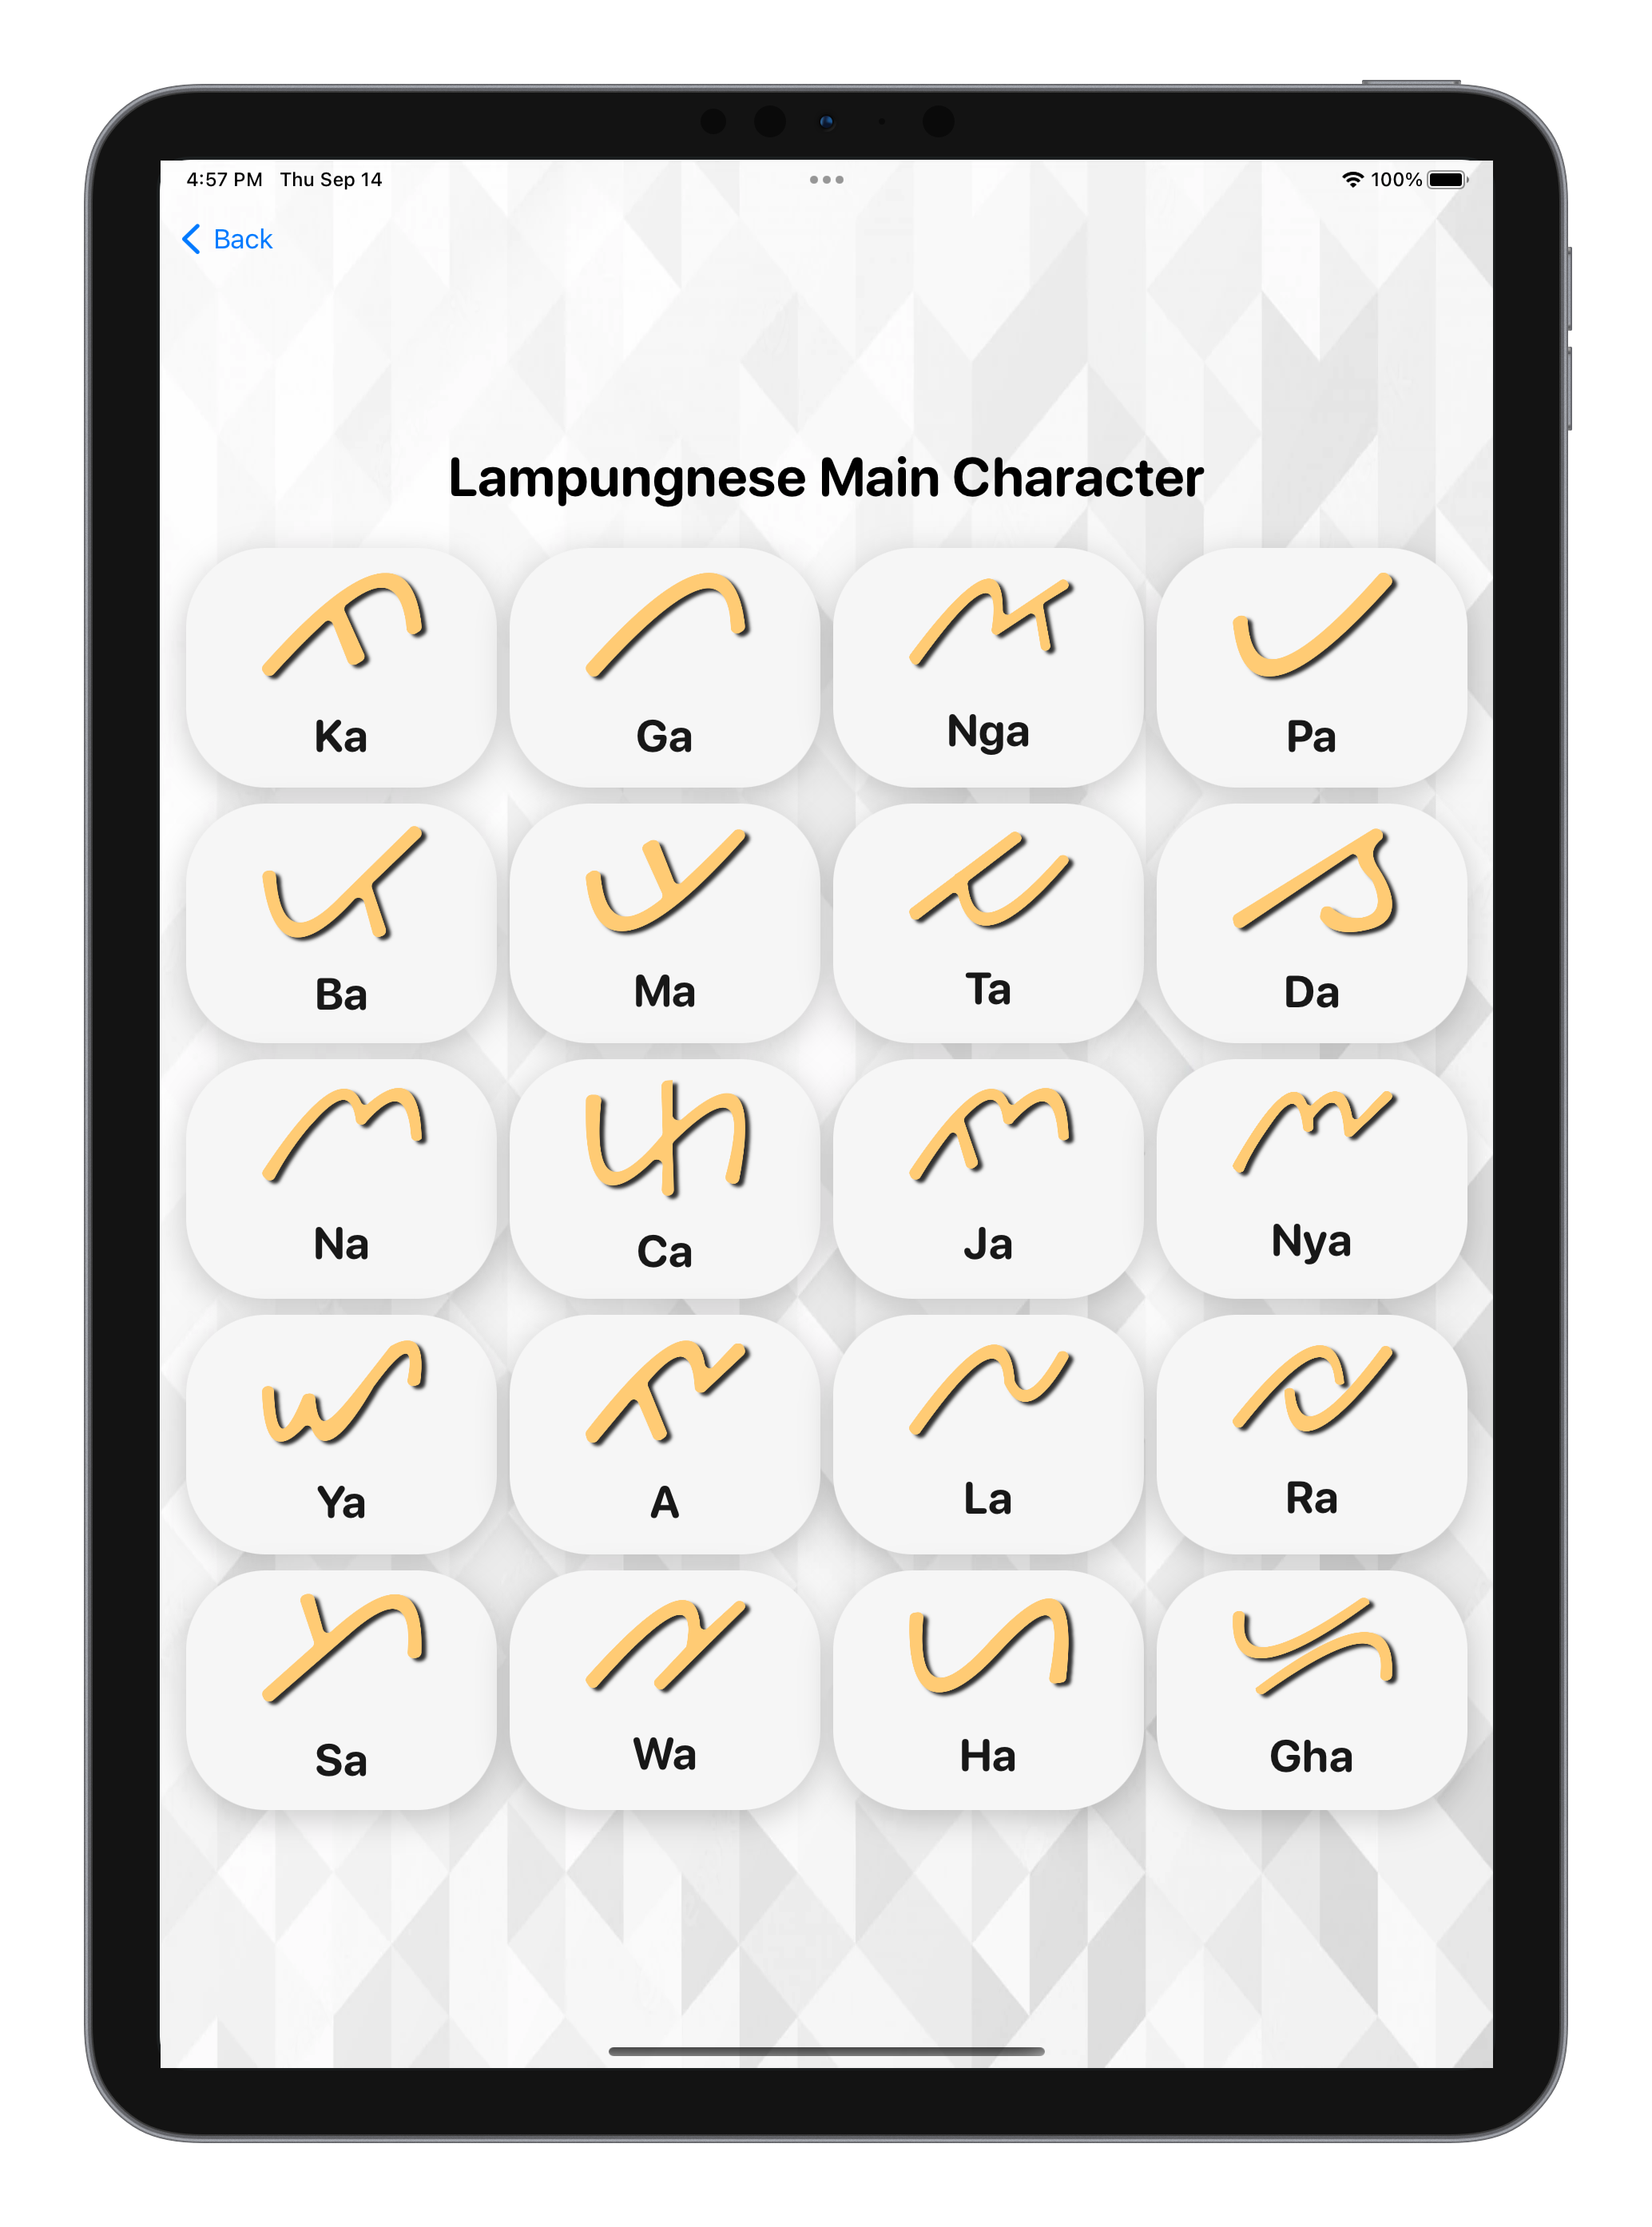 4:57 PM Thu Sep 14 100%
Back
Lampungnese Main Character
Ka Ga Nga Pa
Ba Ma Ta Da
Na Ca Ja Nya
Ya A La Ra
Sa Wa Ha Gha